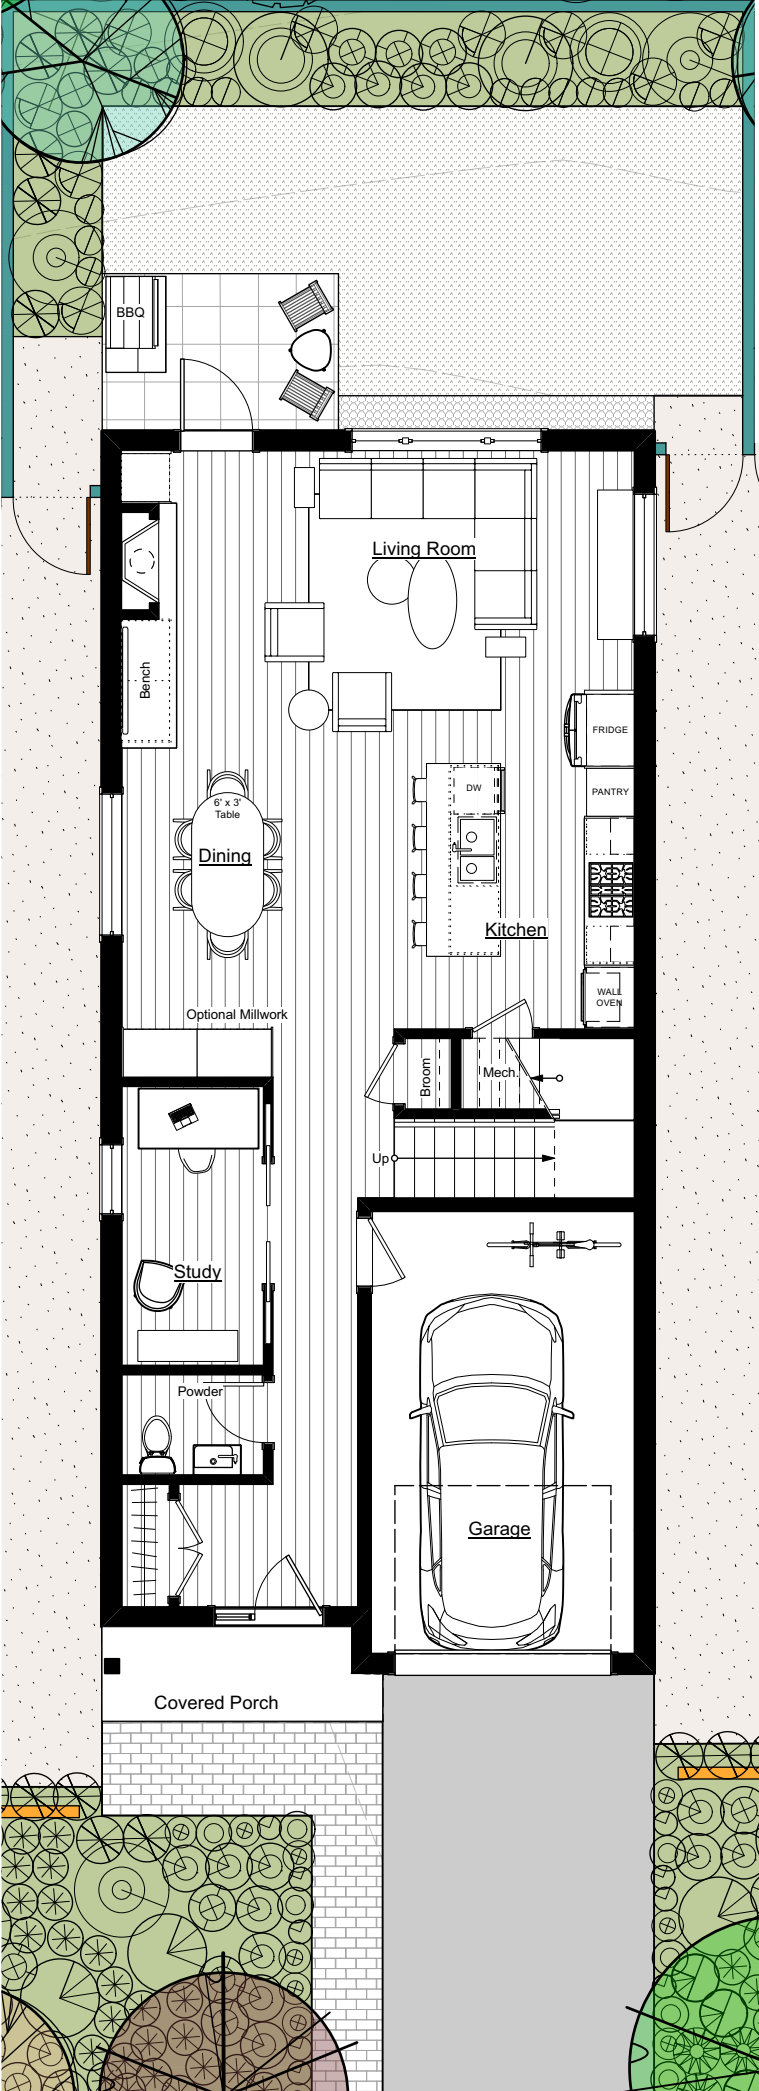 BBQ
Living Room
Bench
FRIDGE
DW
PANTRY
6' x 3'
Table
Dining
Kitchen
WALL
OVEN
Optional Millwork
Broom
Mech.
Up
Study
Powder
Garage
Covered Porch